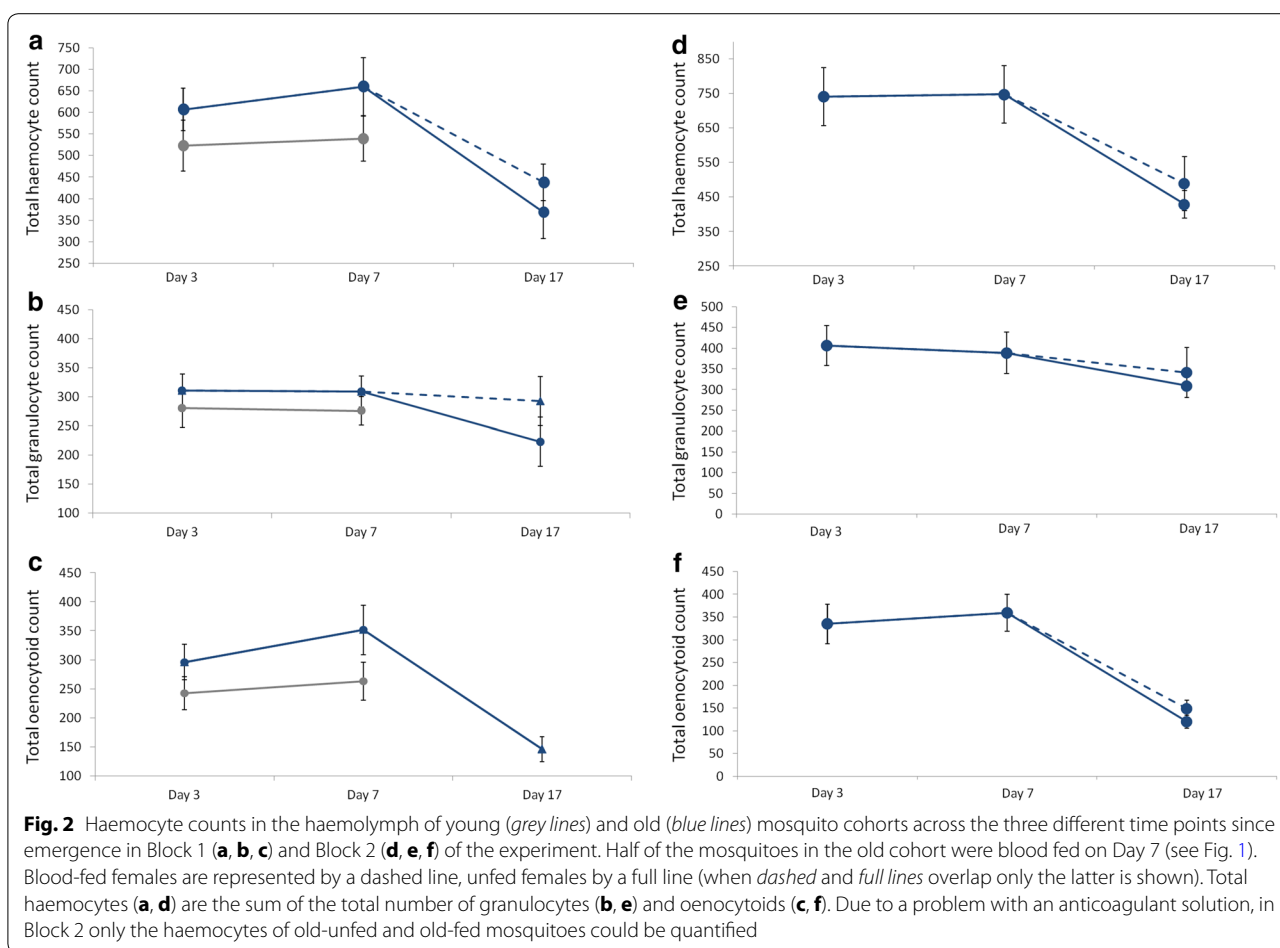 a
Total haemocyte count
750
700
650
600
550
500
450
400
350
300
250
Day 3 Day 7 Day 17
b
Total granulocyte count
450
400
350
300
250
200
150
100
Day 3 Day 7 Day 17
c
Total oenocytoid count
450
400
350
300
250
200
150
100
Day 3 Day 7 Day 17
d
Total haemocyte count
850
750
650
550
450
350
250
Day 3 Day 7 Day 17
e
Total granulocyte count
500
450
400
350
300
250
200
150
100
50
0
Day 3 Day 7 Day 17
f
Total oenocytoid count
450
400
350
300
250
200
150
100
50
0
Day 3 Day 7 Day 17
Fig. 2 Haemocyte counts in the haemolymph of young (grey lines) and old (blue lines) mosquito cohorts across the three different time points since
emergence in Block 1 (a, b, c) and Block 2 (d, e, f) of the experiment. Half of the mosquitoes in the old cohort were blood fed on Day 7 (see Fig. 1).
Blood-fed females are represented by a dashed line, unfed females by a full line (when dashed and full lines overlap only the latter is shown). Total
haemocytes (a, d) are the sum of the total number of granulocytes (b, e) and oenocytoids (c, f). Due to a problem with an anticoagulant solution, in
Block 2 only the haemocytes of old-unfed and old-fed mosquitoes could be quantified